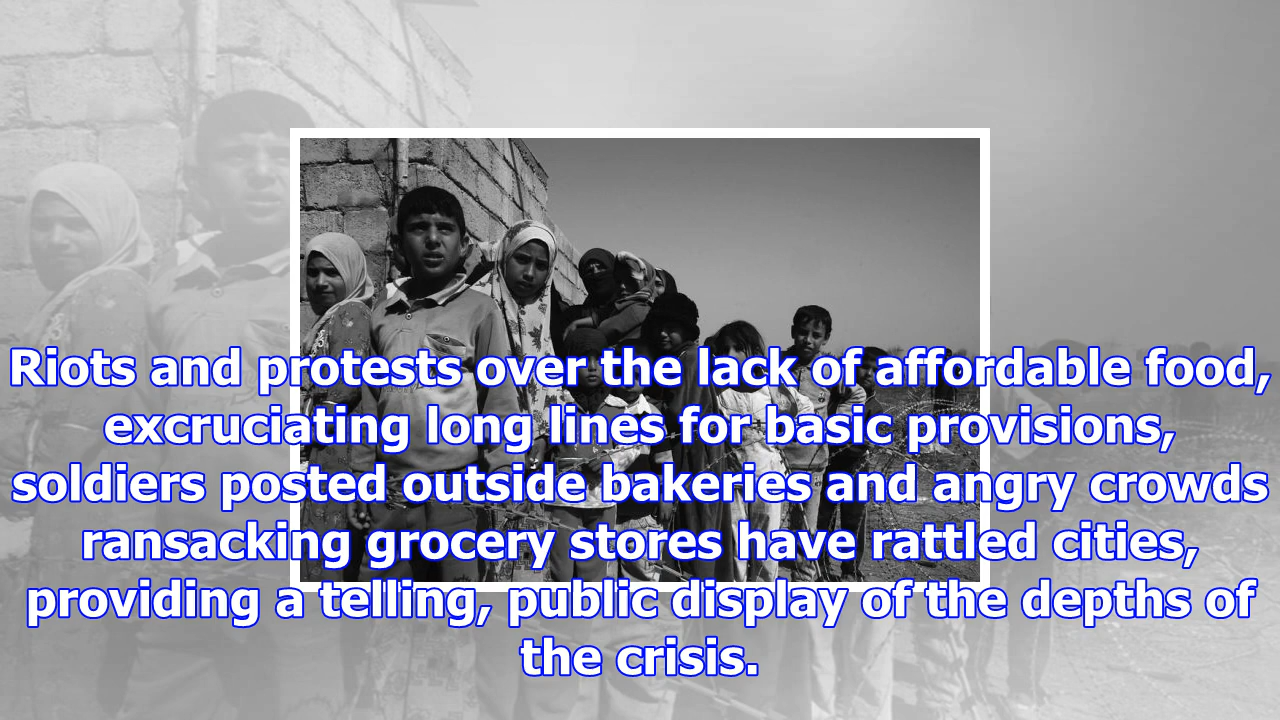 Riots and protests over the lack of affordable food,
excruciating long lines for basic provisions,
soldiers posted outside bakeries and angry crowds
ransacking grocery stores have rattled cities,
providing a telling, public display of the depths of
the crisis.